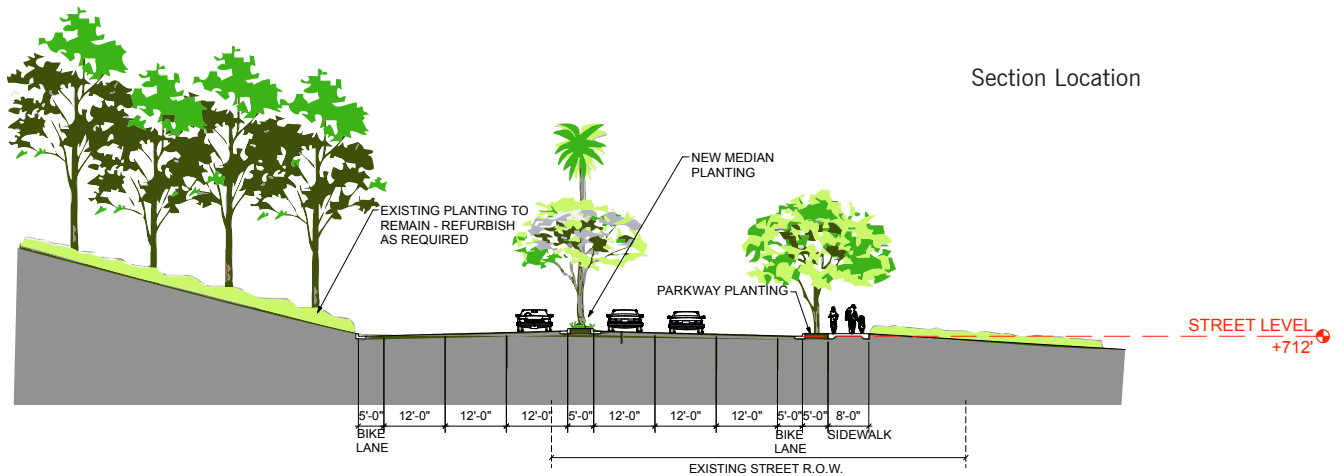 Section Location
NEW MEDIAN
PLANTING
EXISTING PLANTING TO
REMAIN - REFURBISH
AS REQUIRED
PARKWAY PLANTING
STREET LEVEL
+712'
5'-0" 12'-0" 12'-0" 12'-0" 5'-0" 12'-0" 12'-0" 12'-0" 5'-0" 5'-0" 8'-0"
BIKE
LANE
BIKE
LANE
SIDEWALK
EXISTING STREET R.O.W.